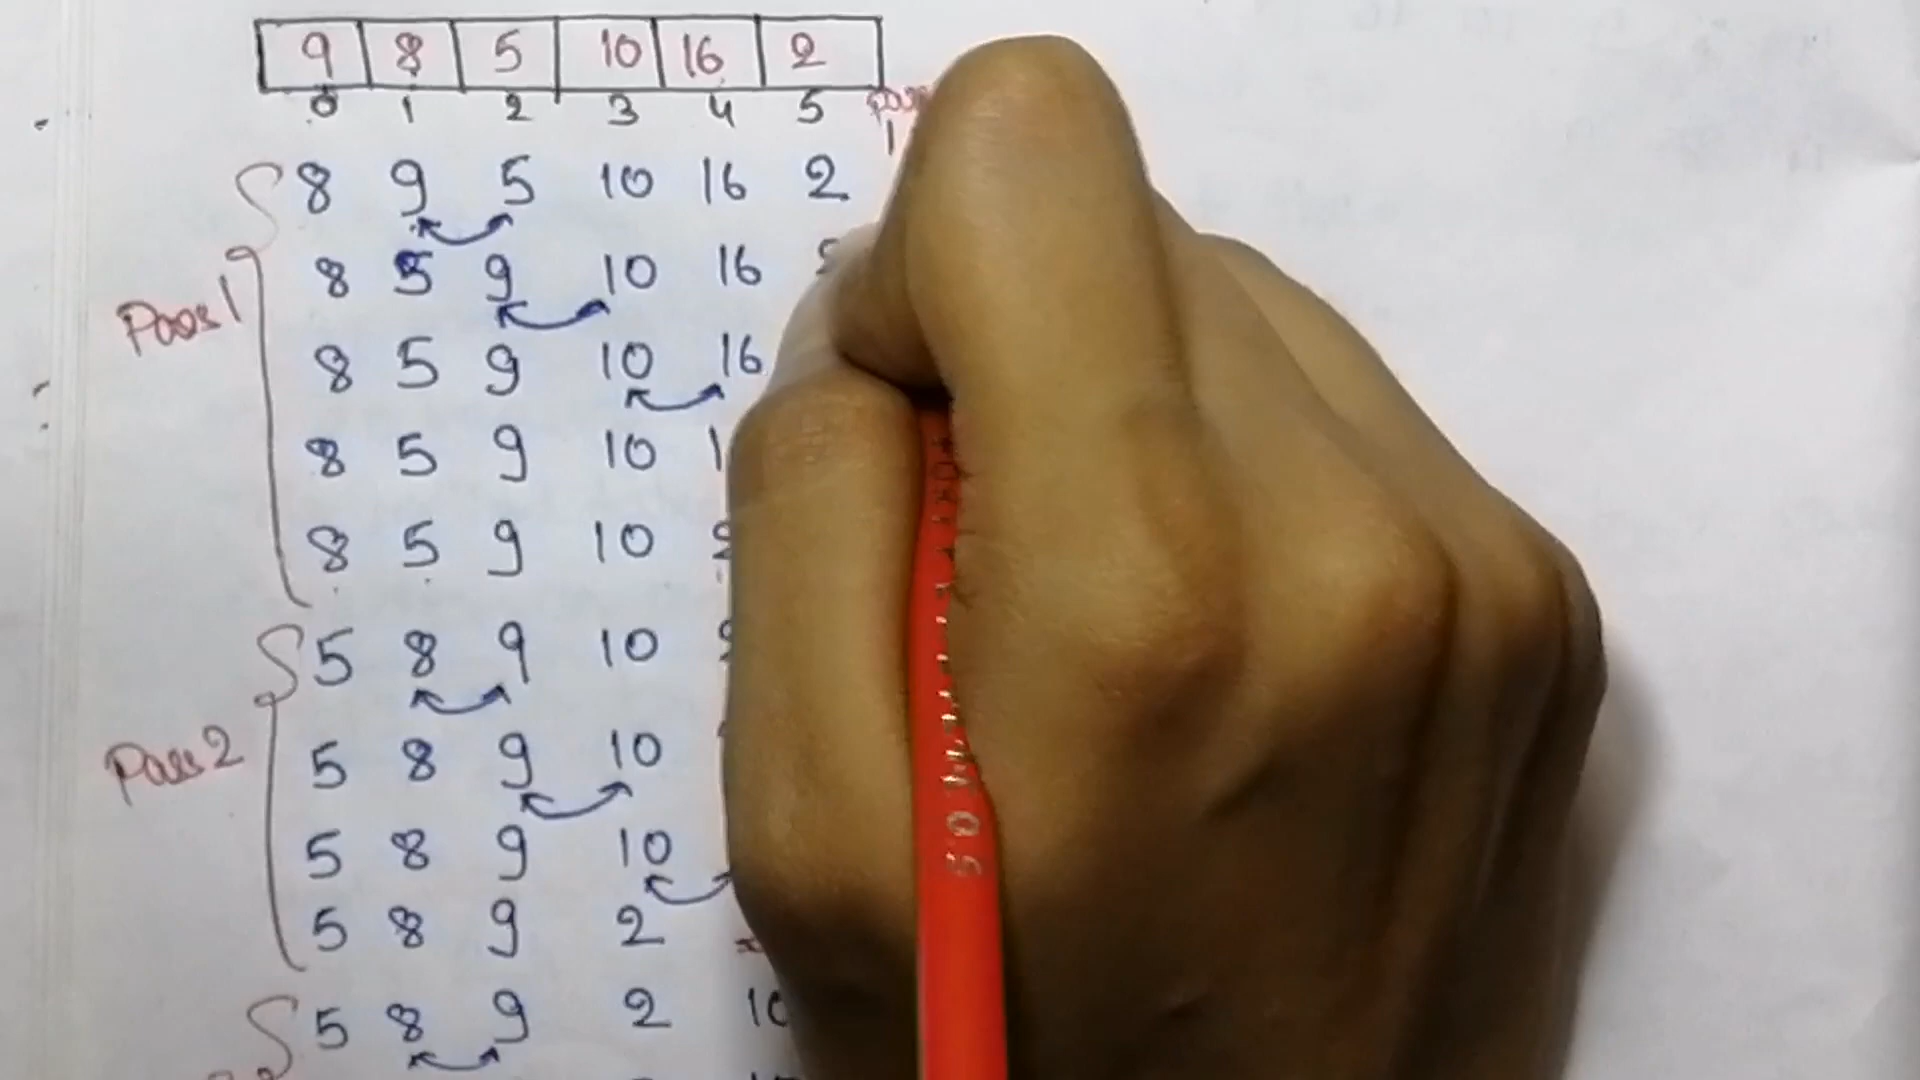 9 8 5 10 16 2
0 1 2 3 4 5
1
8 9 5 10 16 2
8 5 9 10 16
Pass 1
8 5 9 10 16
8 5 9 10
8 5 9 10
5 8 9 10
Pass 2
5 8 9 10
5 8 9 10
5 8 9 2
5 8 9 2 10